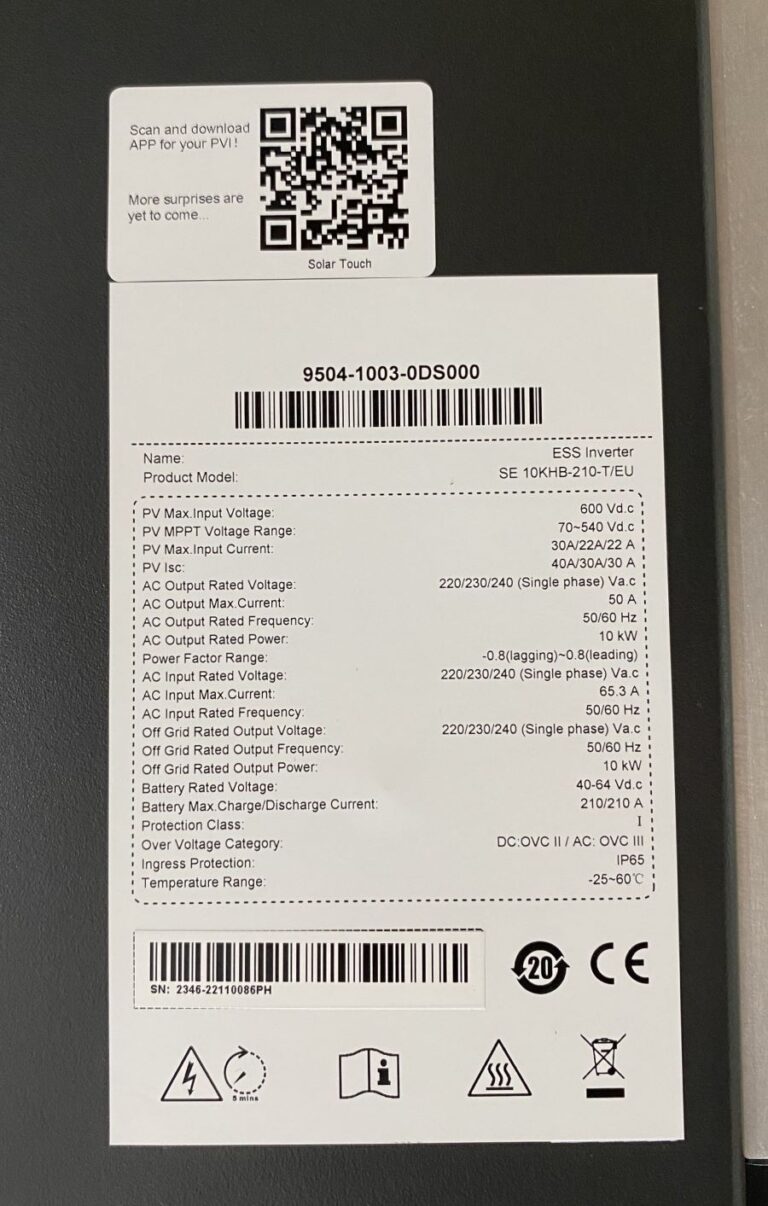 Scan and download
APP for your PVI !
More surprises are
yet to come...
Solar Touch
9504-1003-0DS000
Name: ESS Inverter
Product Model: SE 10KHB-210-T/EU
PV Max.Input Voltage: 600 Vd.c
PV MPPT Voltage Range: 70~540 Vd.c
PV Max.Input Current: 30A/22A/22 A
PV Isc: 40A/30A/30 A
AC Output Rated Voltage: 220/230/240 (Single phase) Va.c
AC Output Max.Current: 50 A
AC Output Rated Frequency: 50/60 Hz
AC Output Rated Power: 10 kW
Power Factor Range: -0.8(lagging)~0.8(leading)
AC Input Rated Voltage: 220/230/240 (Single phase) Va.c
AC Input Max.Current: 65.3 A
AC Input Rated Frequency: 50/60 Hz
Off Grid Rated Output Voltage: 220/230/240 (Single phase) Va.c
Off Grid Rated Output Frequency: 50/60 Hz
Off Grid Rated Output Power: 10 kW
Battery Rated Voltage: 40-64 Vd.c
Battery Max.Charge/Discharge Current: 210/210 A
Protection Class: I
Over Voltage Category: DC:OVC II / AC: OVC III
Ingress Protection: IP65
Temperature Range: -25~60℃
SN: 2346-22110086PH
20
CE
5 mins